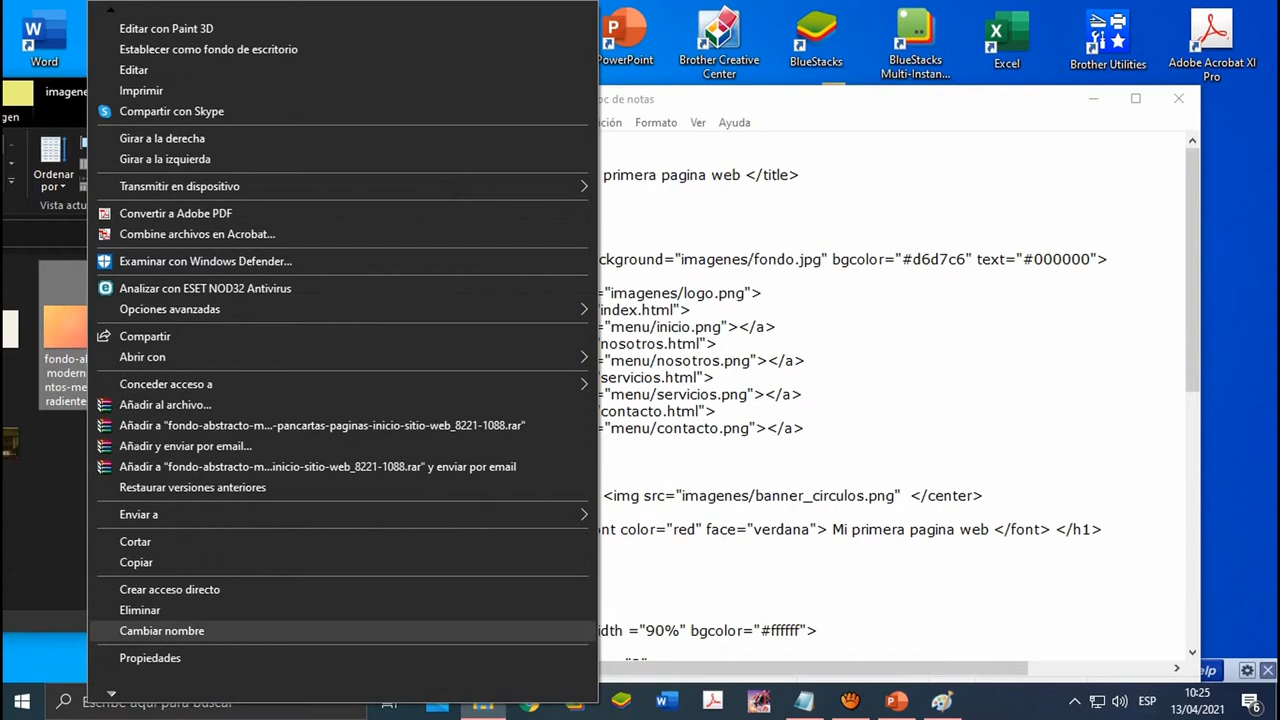 Word
PowerPoint
Brother Creative
Center
BlueStacks
BlueStacks
Multi-Instan...
Excel
Brother Utilities
Adobe Acrobat XI
Pro
imagene
gen
Ordenar
por
Vista actu
fondo-al
modern
ntos-me
radiente
Editar con Paint 3D
Establecer como fondo de escritorio
Editar
Imprimir
Compartir con Skype
Girar a la derecha
Girar a la izquierda
Transmitir en dispositivo
Convertir a Adobe PDF
Combine archivos en Acrobat...
Examinar con Windows Defender...
Analizar con ESET NOD32 Antivirus
Opciones avanzadas
Compartir
Abrir con
Conceder acceso a
Añadir al archivo...
Añadir a "fondo-abstracto-m...-pancartas-paginas-inicio-sitio-web_8221-1088.rar"
Añadir y enviar por email...
Añadir a "fondo-abstracto-m...inicio-sitio-web_8221-1088.rar" y enviar por email
Restaurar versiones anteriores
Enviar a
Cortar
Copiar
Crear acceso directo
Eliminar
Cambiar nombre
Propiedades
oc de notas
ición Formato Ver Ayuda
primera pagina web </title>
ckground="imagenes/fondo.jpg" bgcolor="#d6d7c6" text="#000000">
="imagenes/logo.png">
index.html">
="menu/inicio.png"></a>
nosotros.html">
="menu/nosotros.png"></a>
servicios.html">
="menu/servicios.png"></a>
contacto.html">
="menu/contacto.png"></a>
<img src="imagenes/banner_circulos.png"  </center>
nt color="red" face="verdana"> Mi primera pagina web </font> </h1>
idth ="90%" bgcolor="#ffffff">
elp
Escribe aquí para buscar
ESP
10:25
13/04/2021
6